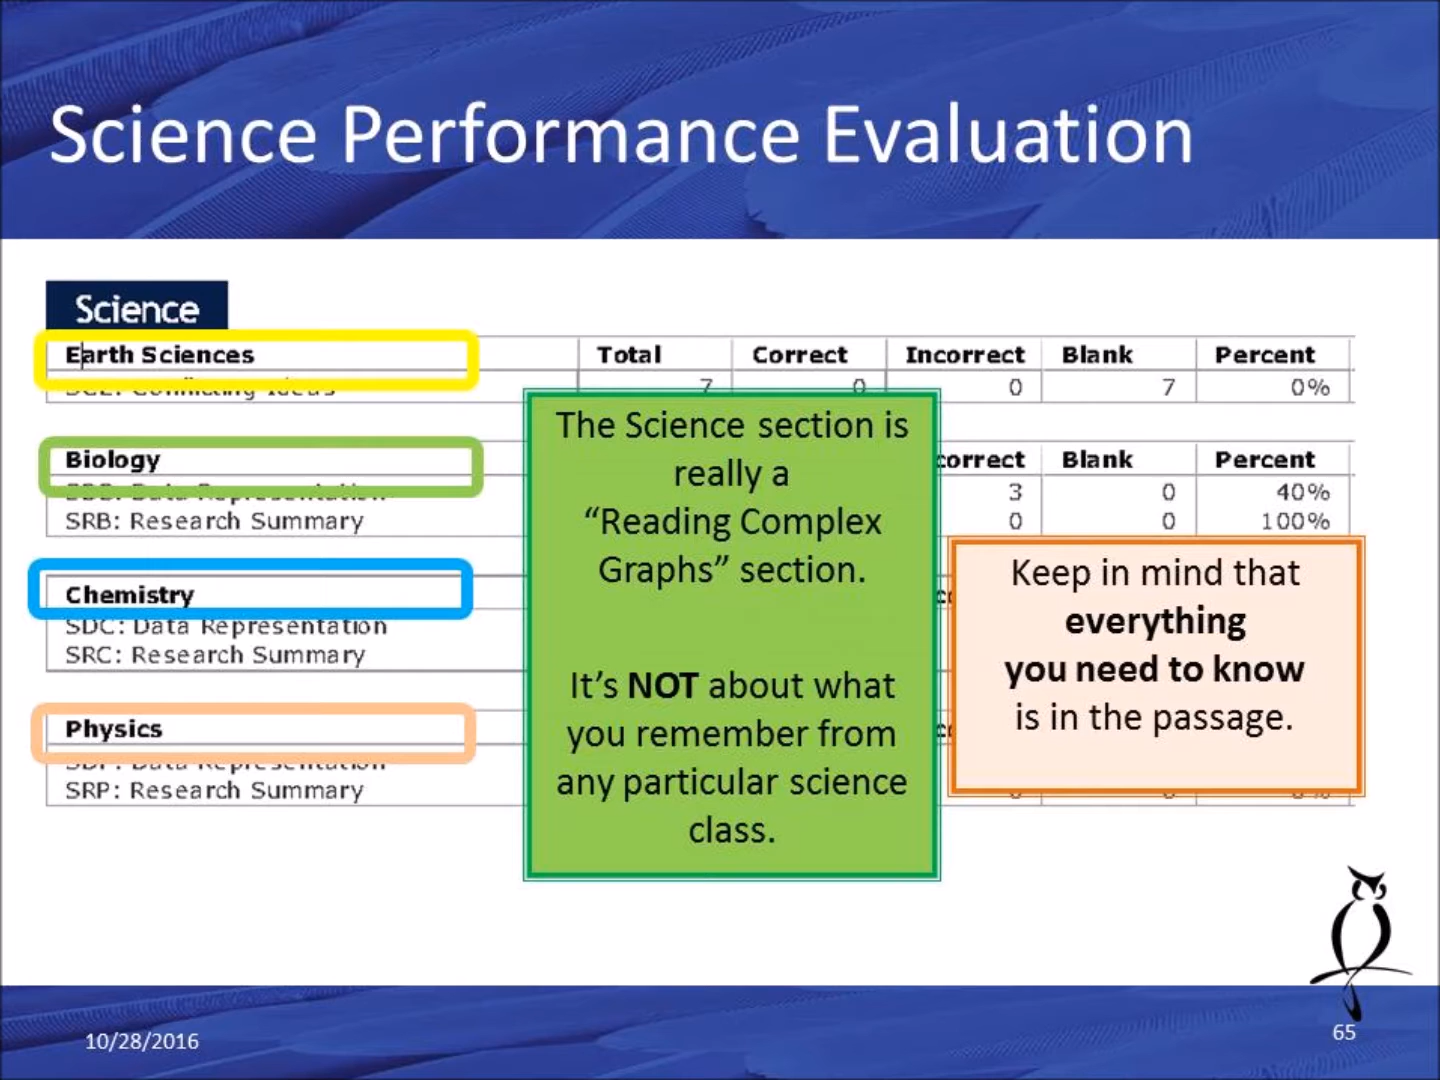 Science Performance Evaluation
Science
Earth Sciences Total Correct Incorrect Blank Percent
7 0 0 7 0%
Biology correct Blank Percent
3 0 40%
SRB: Research Summary 0 0 100%
Chemistry
SDC: Data Representation
SRC: Research Summary
Physics
SRP: Research Summary
The Science section is
really a
“Reading Complex
Graphs” section.
It’s NOT about what
you remember from
any particular science
class.
Keep in mind that
everything
you need to know
is in the passage.
10/28/2016
65